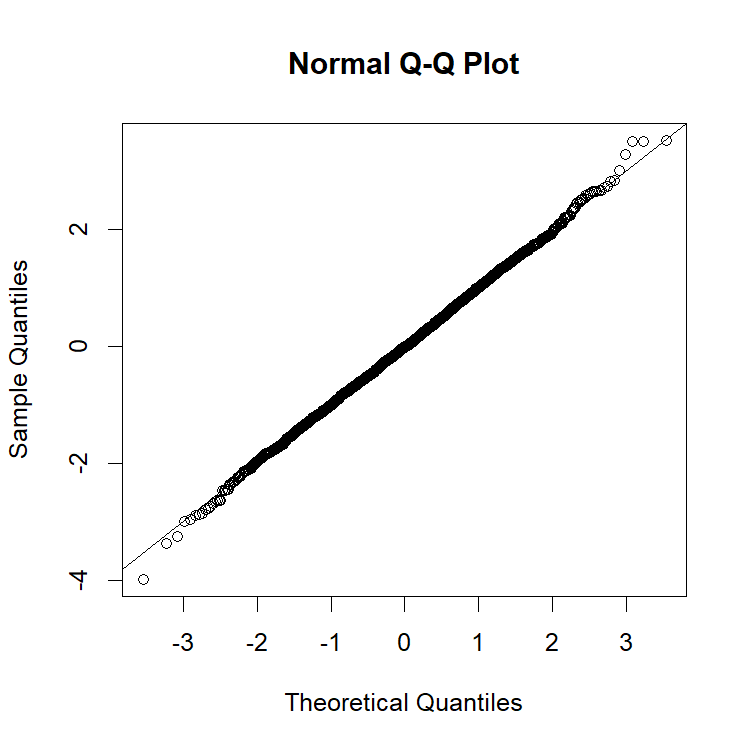 Normal Q-Q Plot
Sample Quantiles
2
0
-2
-4
-3 -2 -1 0 1 2 3
Theoretical Quantiles